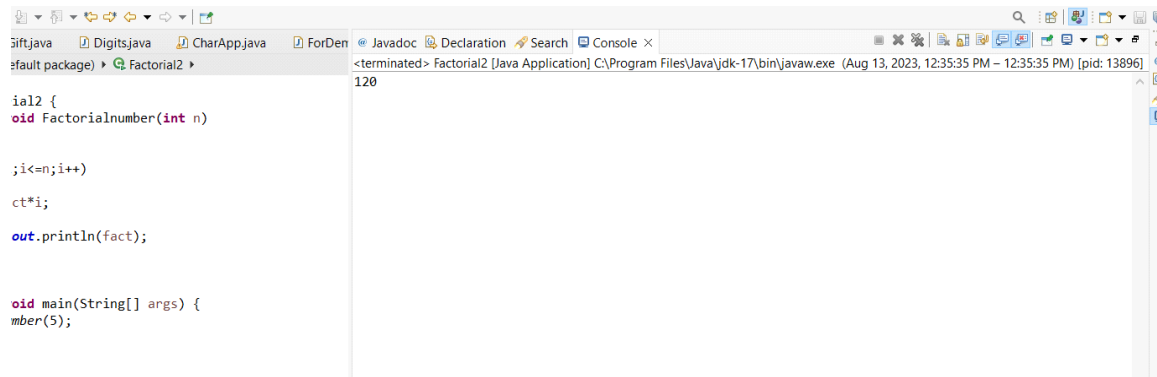 Gift.java Digits.java CharApp.java ForDem
efault package) Factorial2
ial2 {
oid Factorialnumber(int n)
;i<=n;i++)
ct*i;
out.println(fact);
oid main(String[] args) {
mber(5);
@ Javadoc Declaration Search Console
<terminated> Factorial2 [Java Application] C:\Program Files\Java\jdk-17\bin\javaw.exe (Aug 13, 2023, 12:35:35 PM – 12:35:35 PM) [pid: 13896]
120